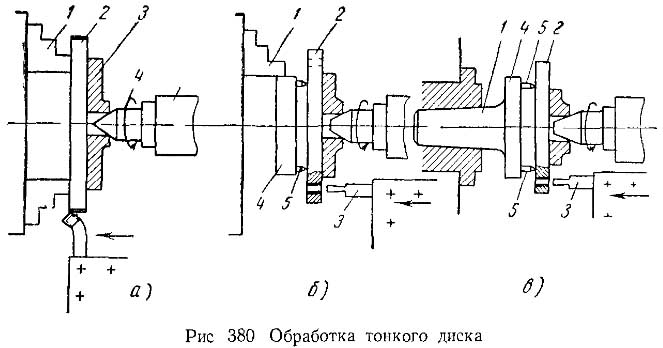 1 2 3
4
а)
1 2
4 5
3
б)
1 4 5 2
5 3
в)
Рис 380 Обработка тонкого диска